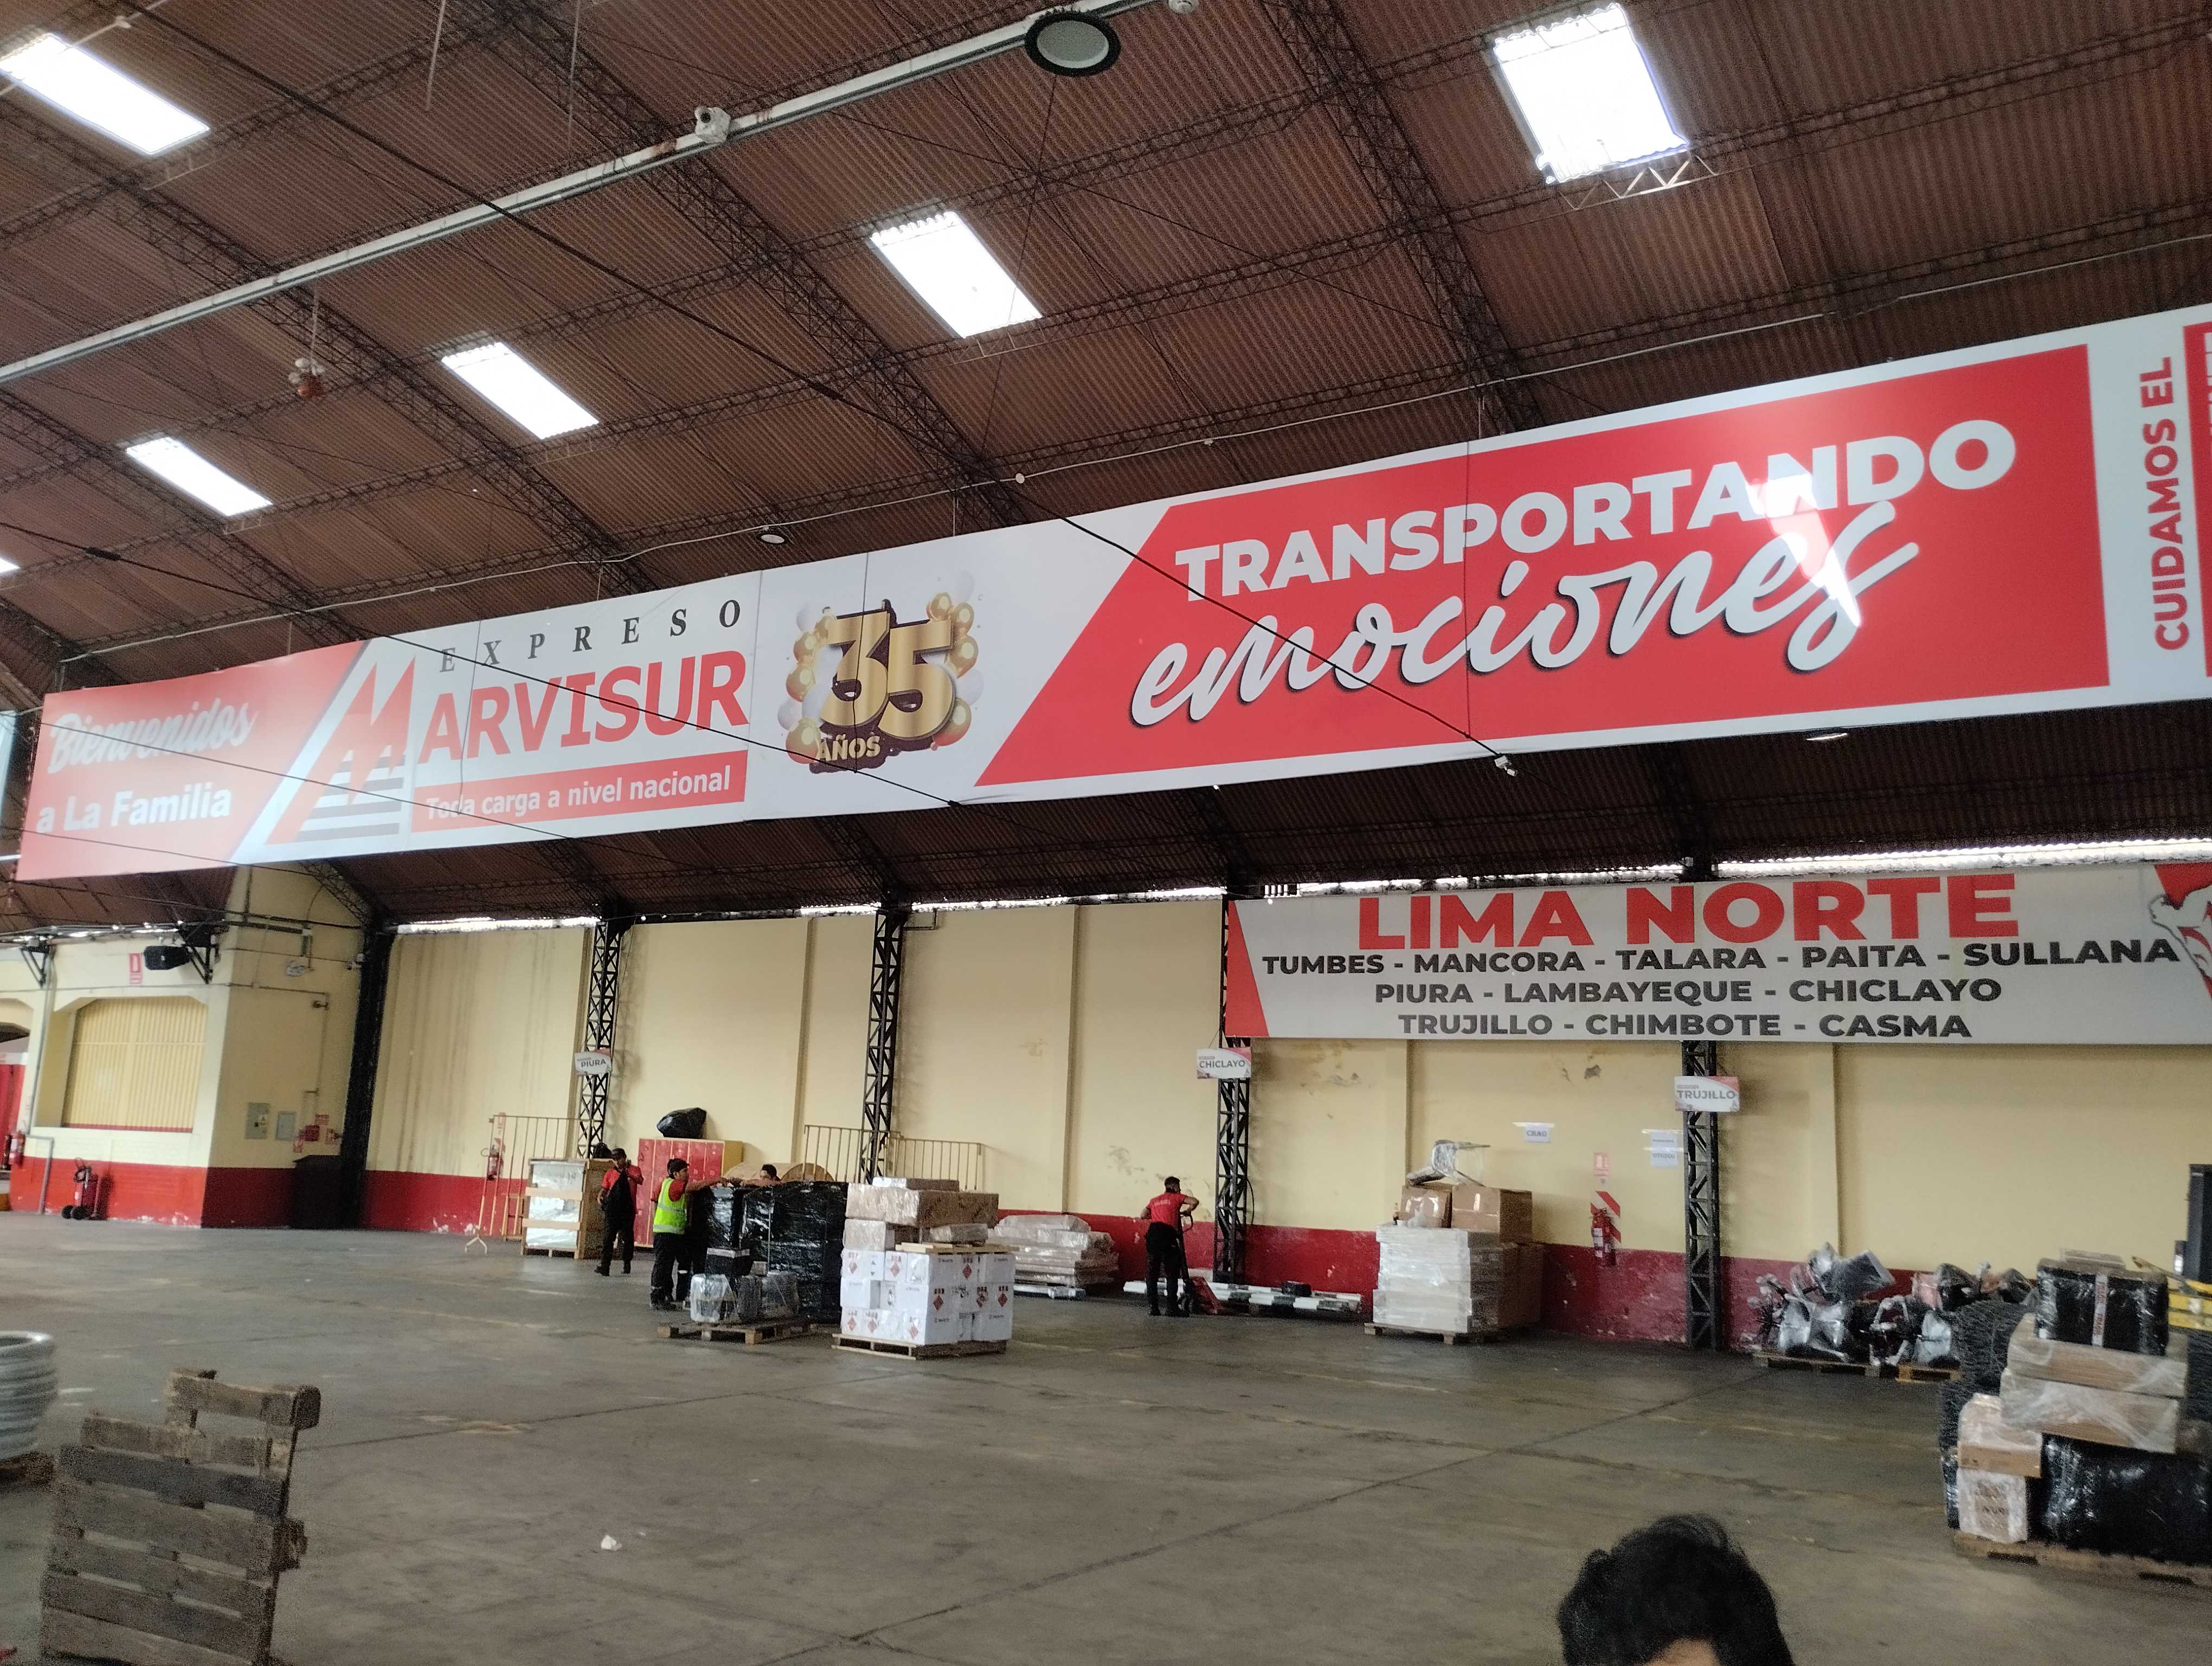 Bienvenidos
a La Familia
EXPRESO
MARVISUR
Toda carga a nivel nacional
35
AÑOS
TRANSPORTANDO
emociones
CUIDAMOS EL
LIMA NORTE
TUMBES - MANCORA - TALARA - PAITA - SULLANA
PIURA - LAMBAYEQUE - CHICLAYO
TRUJILLO - CHIMBOTE - CASMA
PIURA
CHICLAYO
TRUJILLO